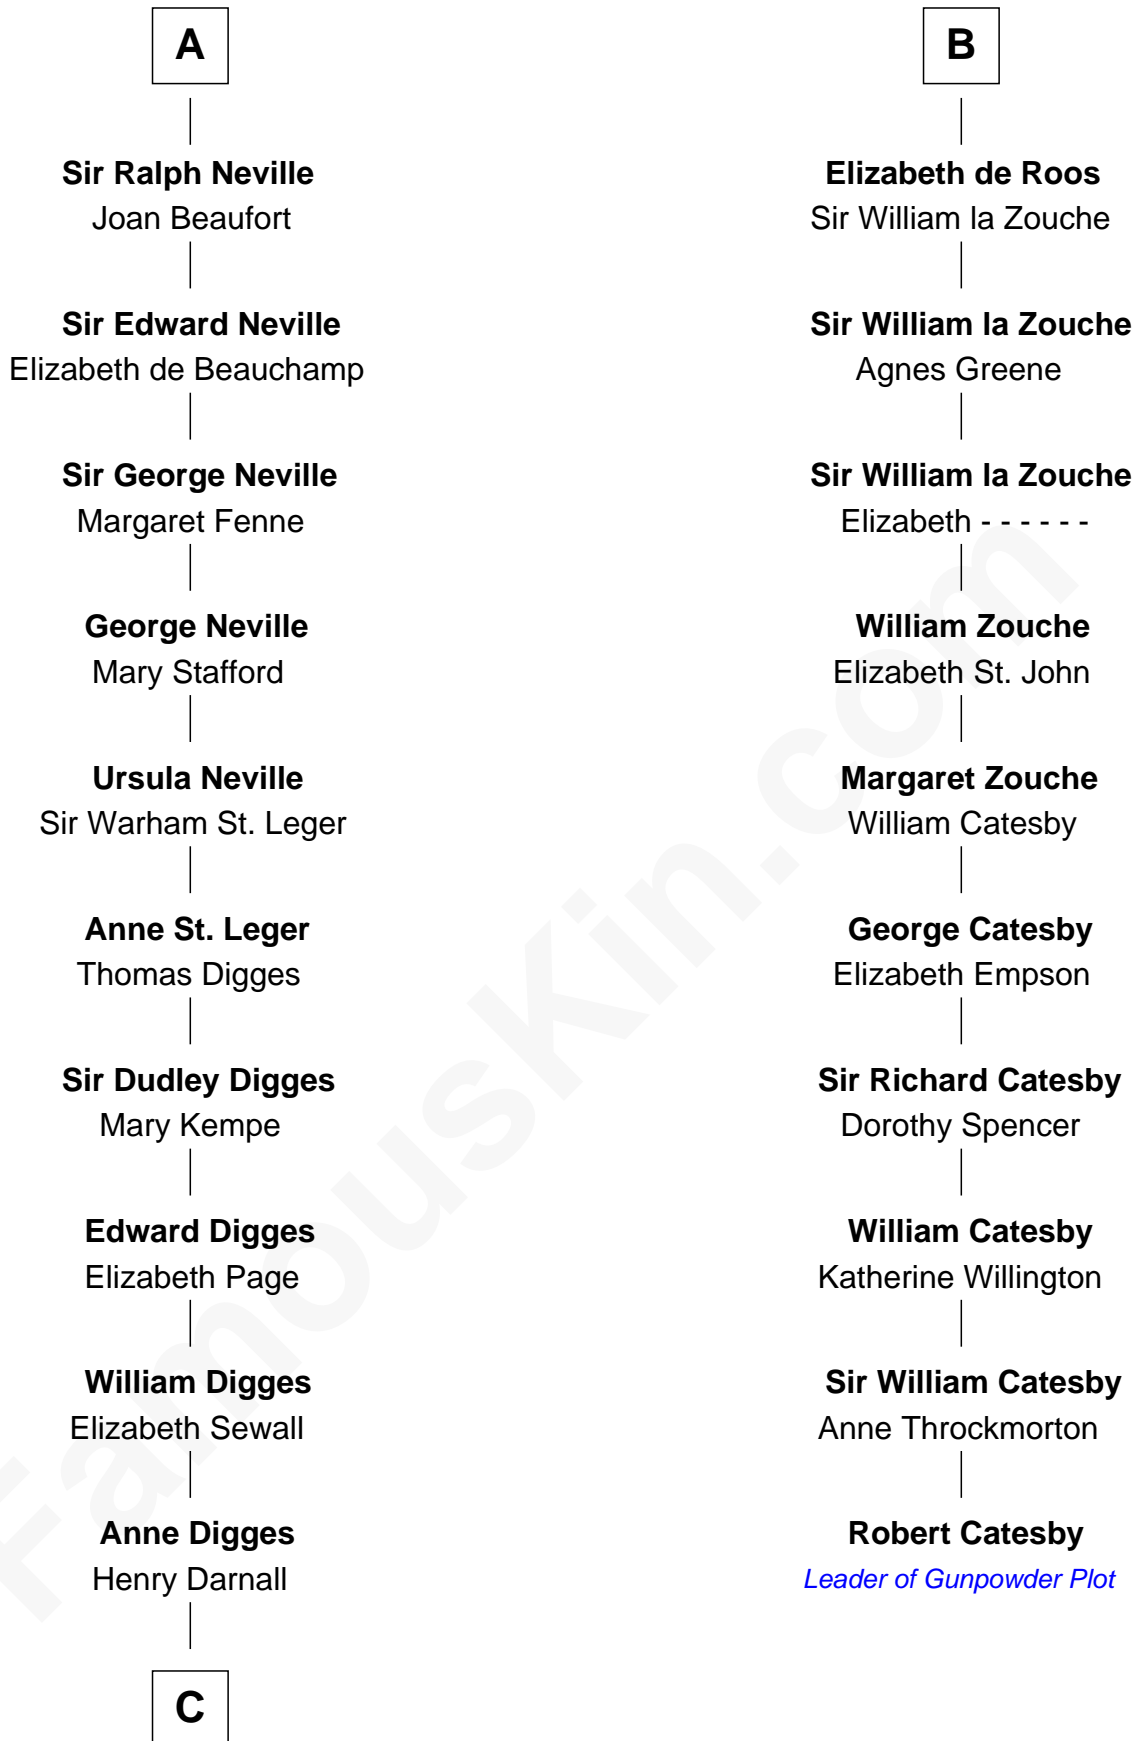 A
Sir Ralph Neville
Joan Beaufort
Sir Edward Neville
Elizabeth de Beauchamp
Sir George Neville
Margaret Fenne
George Neville
Mary Stafford
Ursula Neville
Sir Warham St. Leger
Anne St. Leger
Thomas Digges
Sir Dudley Digges
Mary Kempe
Edward Digges
Elizabeth Page
William Digges
Elizabeth Sewall
Anne Digges
Henry Darnall
C
B
Elizabeth de Roos
Sir William la Zouche
Sir William la Zouche
Agnes Greene
Sir William la Zouche
Elizabeth - - - - - -
William Zouche
Elizabeth St. John
Margaret Zouche
William Catesby
George Catesby
Elizabeth Empson
Sir Richard Catesby
Dorothy Spencer
William Catesby
Katherine Willington
Sir William Catesby
Anne Throckmorton
Robert Catesby
Leader of Gunpowder Plot
FamousKin.com